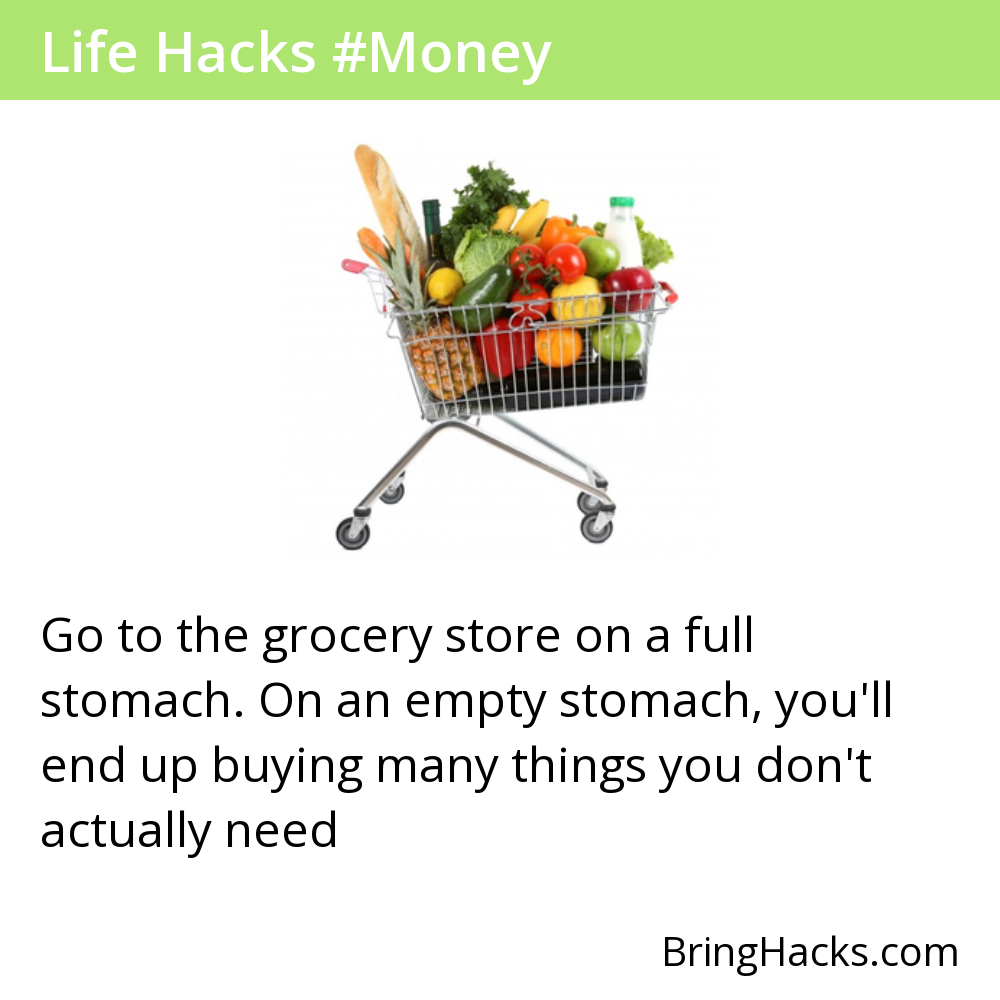 Life Hacks #Money
Go to the grocery store on a full
stomach. On an empty stomach, you'll
end up buying many things you don't
actually need
BringHacks.com